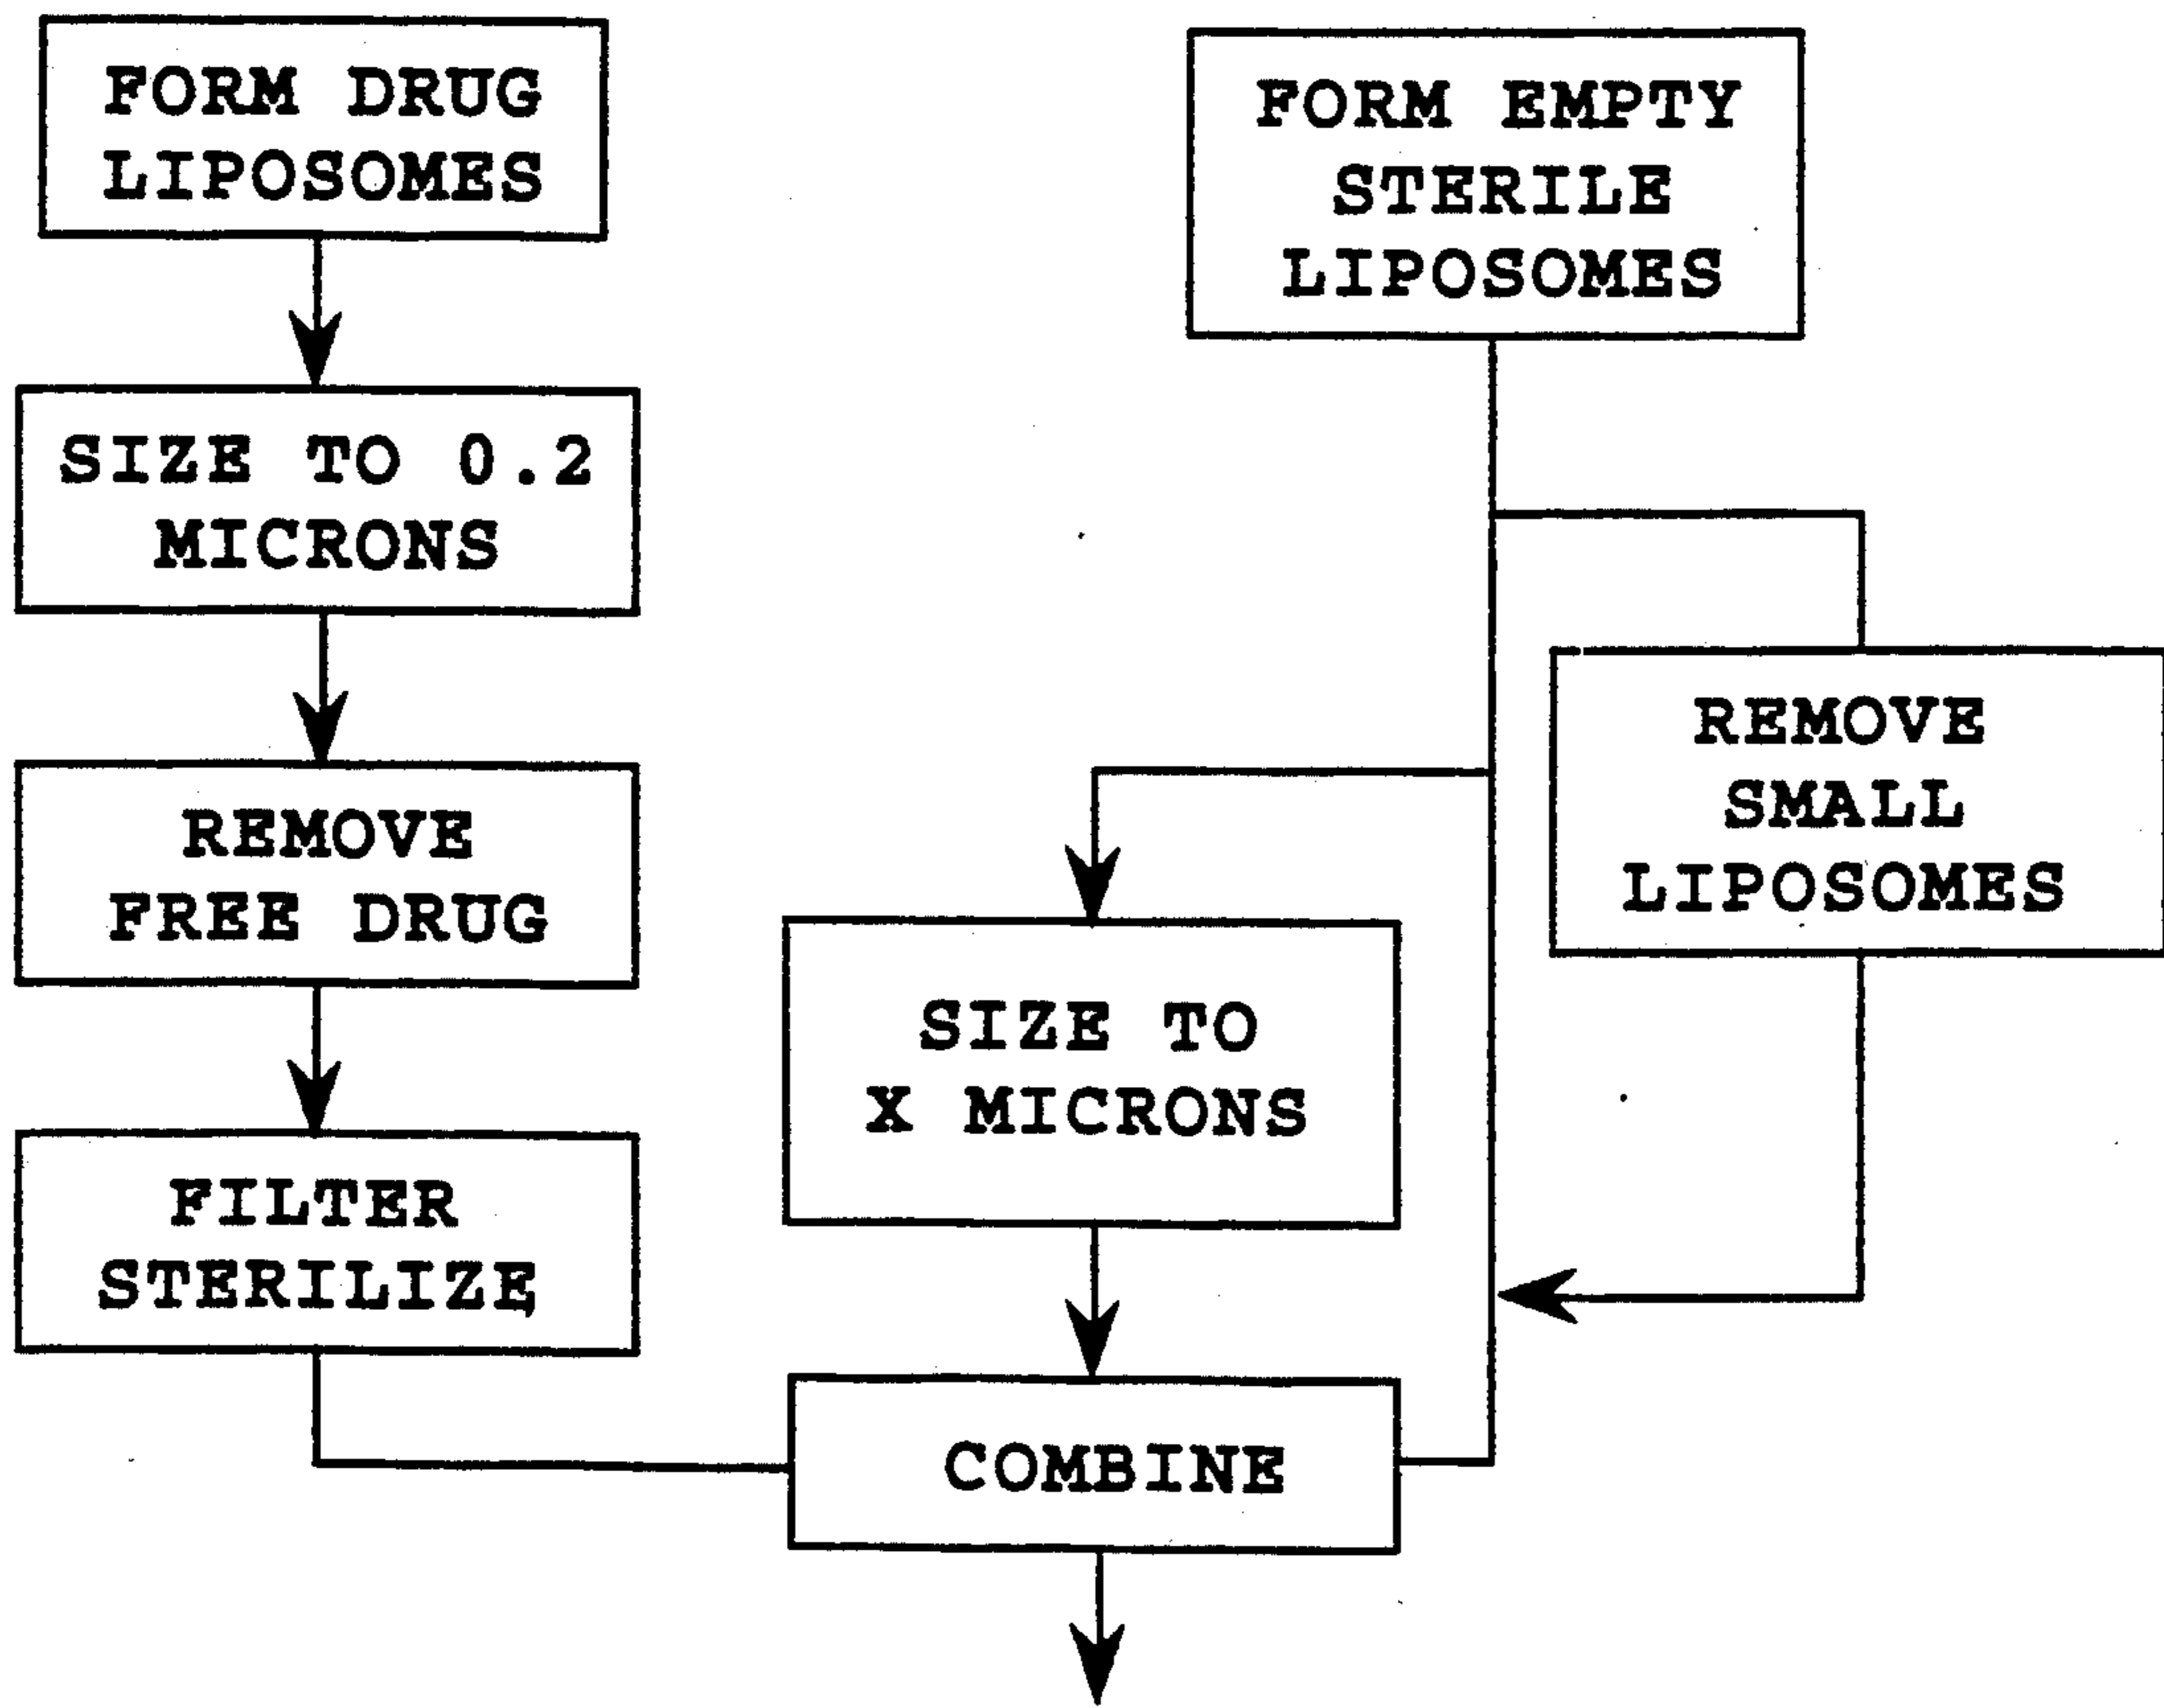 FORM DRUG
LIPOSOMES
SIZE TO 0.2
MICRONS
REMOVE
FREE DRUG
FILTER
STERILIZE
FORM EMPTY
STERILE
LIPOSOMES
REMOVE
SMALL
LIPOSOMES
SIZE TO
X MICRONS
COMBINE